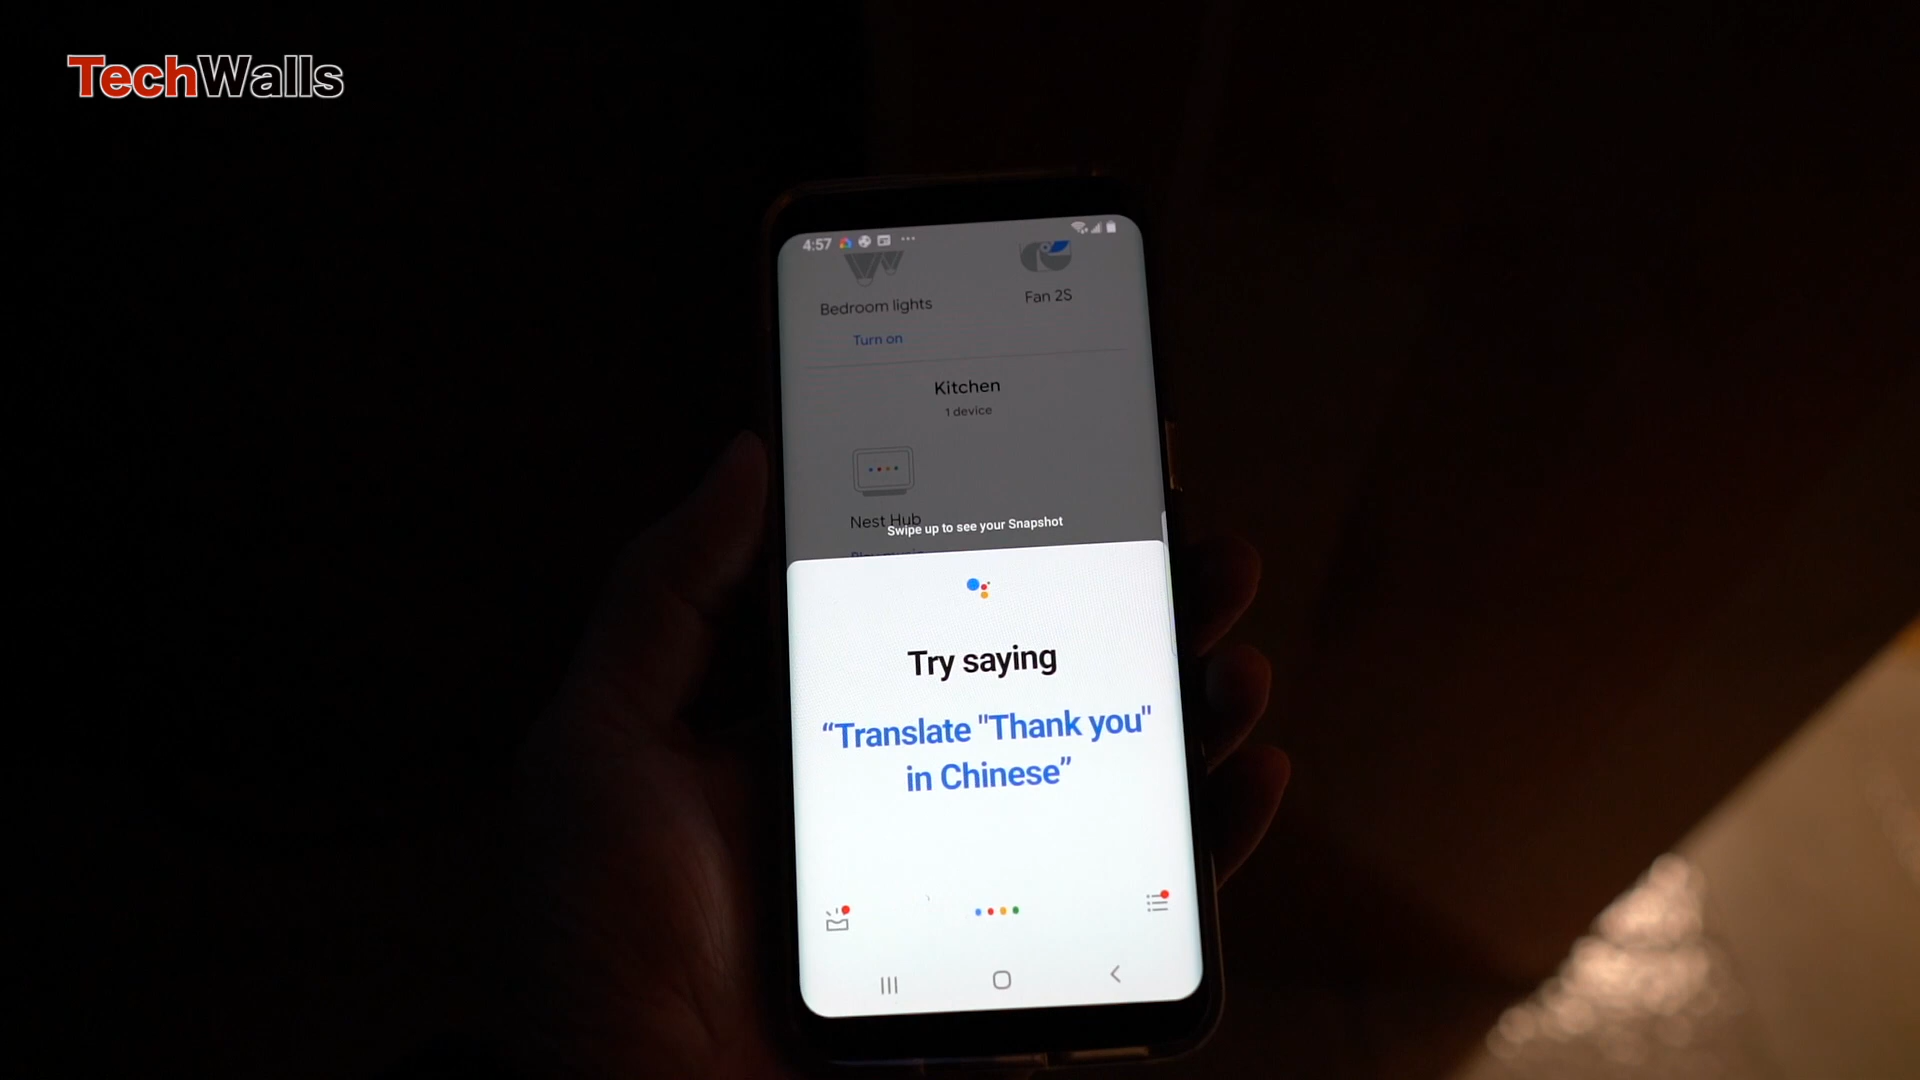 TechWalls
4:57
Bedroom lights
Fan 2S
Turn on
Kitchen
1 device
Nest Hub
Swipe up to see your Snapshot
Try saying
“Translate "Thank you"
in Chinese”